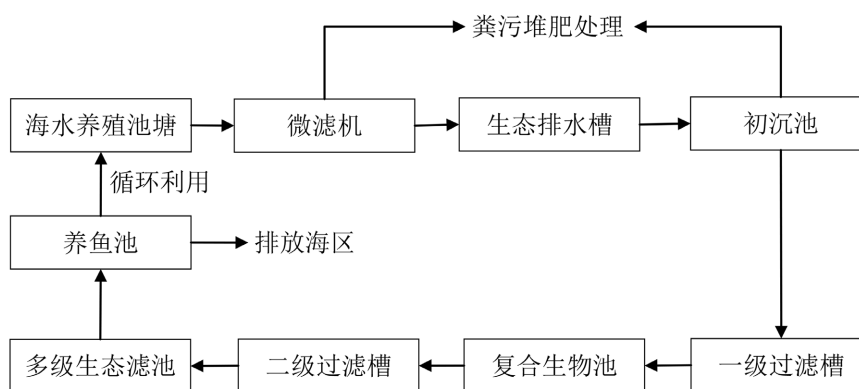 粪污堆肥处理
海水养殖池塘
微滤机
生态排水槽
初沉池
循环利用
养鱼池
排放海区
多级生态滤池
二级过滤槽
复合生物池
一级过滤槽